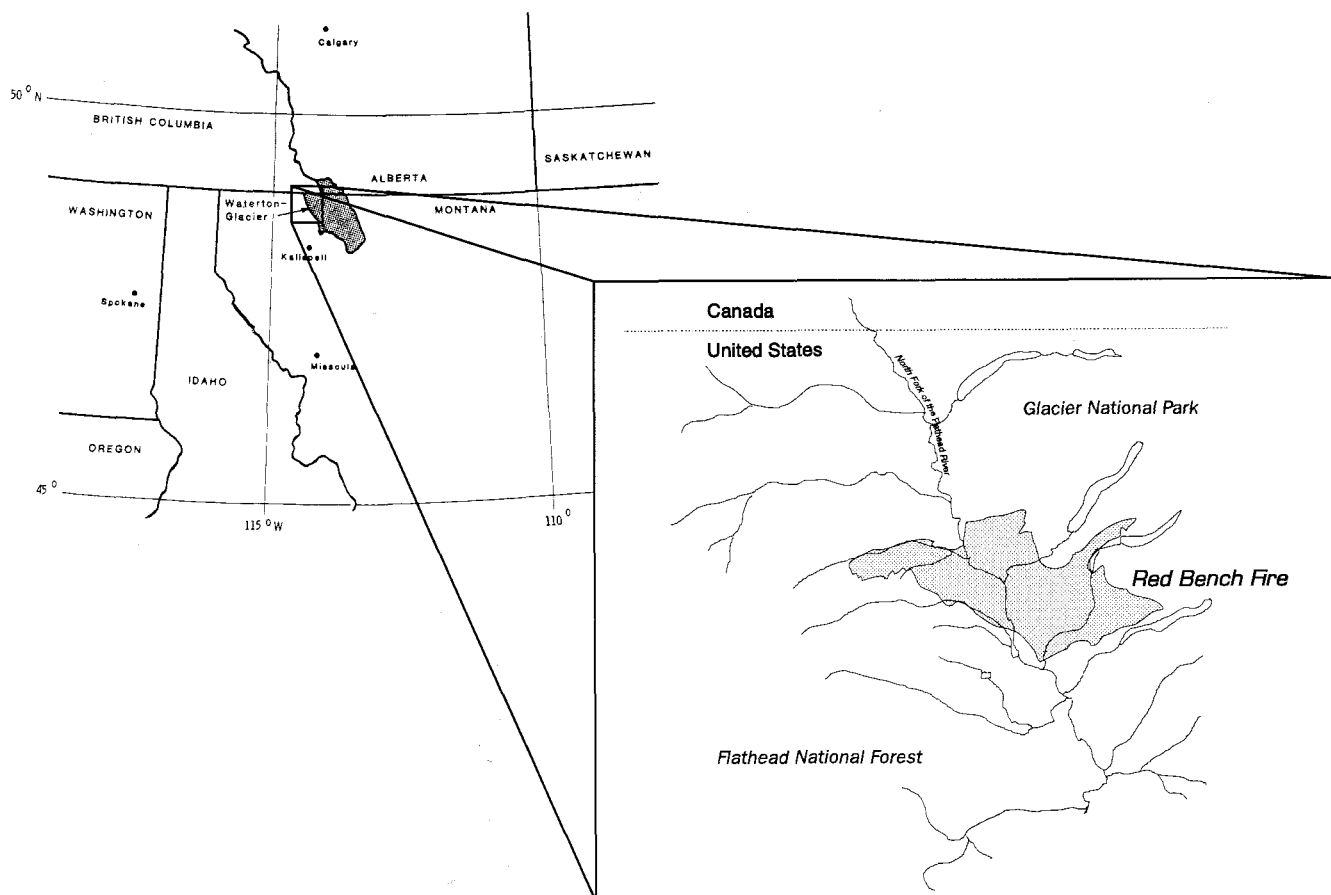 Calgary
50° N
BRITISH COLUMBIA
SASKATCHEWAN
ALBERTA
WASHINGTON
Waterton-
Glacier
MONTANA
Kalispell
Spokane
Missoula
IDAHO
OREGON
45°
115° W
110°
Canada
United States
North Fork of the Flathead River
Glacier National Park
Red Bench Fire
Flathead National Forest